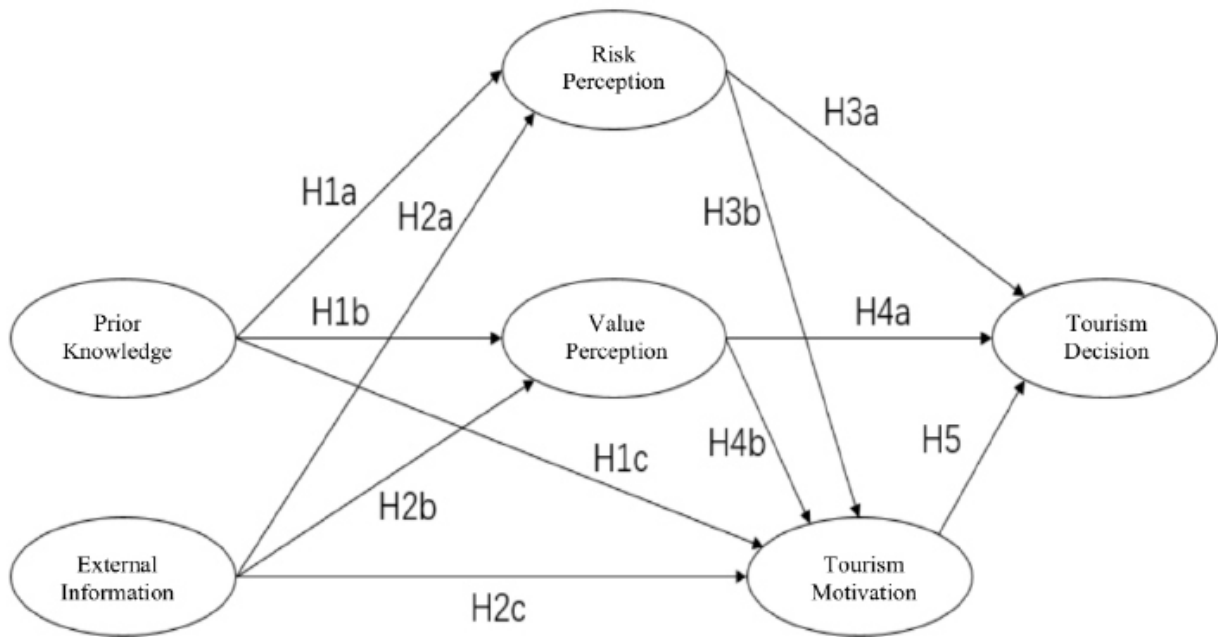 Risk
Perception
H3a
H1a
H2a
H3b
Prior
Knowledge
H1b
Value
Perception
H4a
Tourism
Decision
H1c
H4b
H5
H2b
External
Information
H2c
Tourism
Motivation